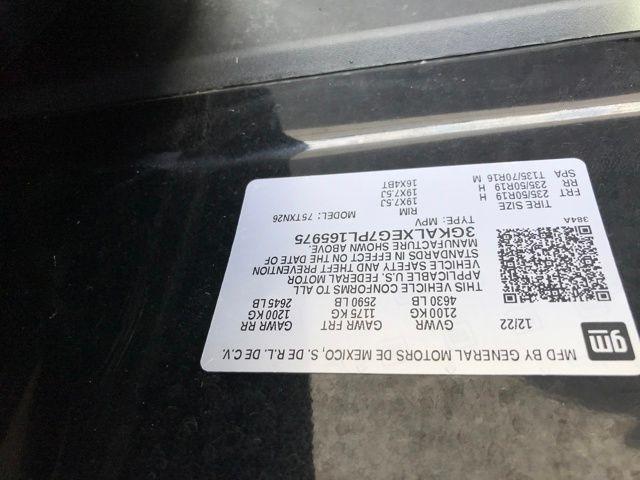 gm
MFD BY GENERAL MOTORS DE MEXICO, S. DE R.L. DE C.V.
12/22 GVWR GAWR FRT GAWR RR
2100 KG 1175 KG 1200 KG
4630 LB 2590 LB 2645 LB
THIS VEHICLE CONFORMS TO ALL
APPLICABLE U.S. FEDERAL MOTOR
VEHICLE SAFETY AND THEFT PREVENTION
STANDARDS IN EFFECT ON THE DATE OF
MANUFACTURE SHOWN ABOVE.
3GKALXEG7PL165975
384A TYPE: MPV MODEL: 75TXN26
TIRE SIZE RIM
FRT 235/50R19 H 19X7.5J
RR 235/50R19 H 19X7.5J
SPA T135/70R16 M 16X4BT